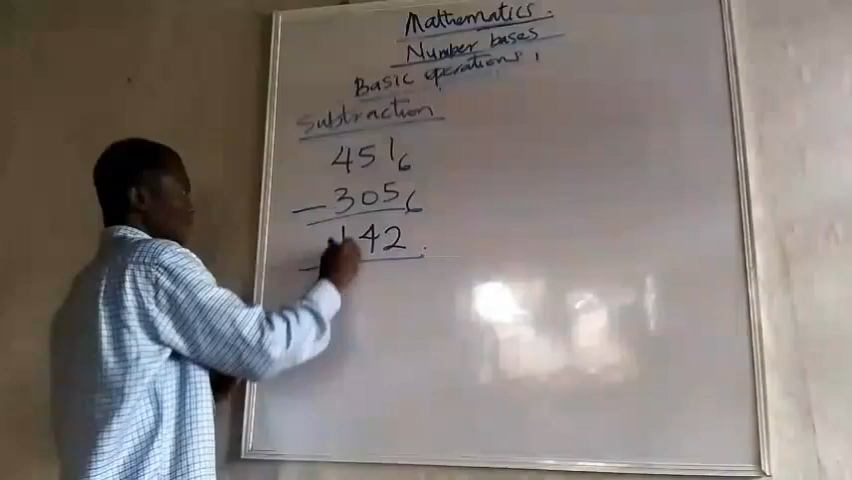 Mathematics.
Number bases
Basic operations,
Subtraction
451₆
- 305₆
142.